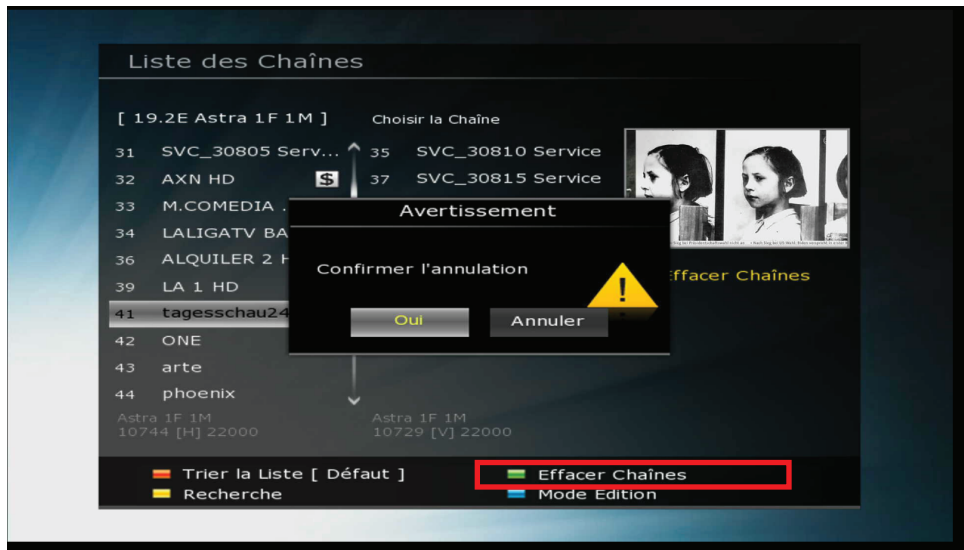 Liste des Chaînes
[ 19.2E Astra 1F 1M ]
Choisir la Chaîne
31 SVC_30805 Serv...
32 AXN HD $
33 M.COMEDIA .
34 LALIGATV BA
36 ALQUILER 2 H
39 LA 1 HD
41 tagesschau24
42 ONE
43 arte
44 phoenix
Astra 1F 1M
10744 [H] 22000
35 SVC_30810 Service
37 SVC_30815 Service
Astra 1F 1M
10729 [V] 22000
Effacer Chaînes
Avertissement
Confirmer l'annulation
!
Oui
Annuler
Trier la Liste [ Défaut ]
Effacer Chaînes
Recherche
Mode Edition